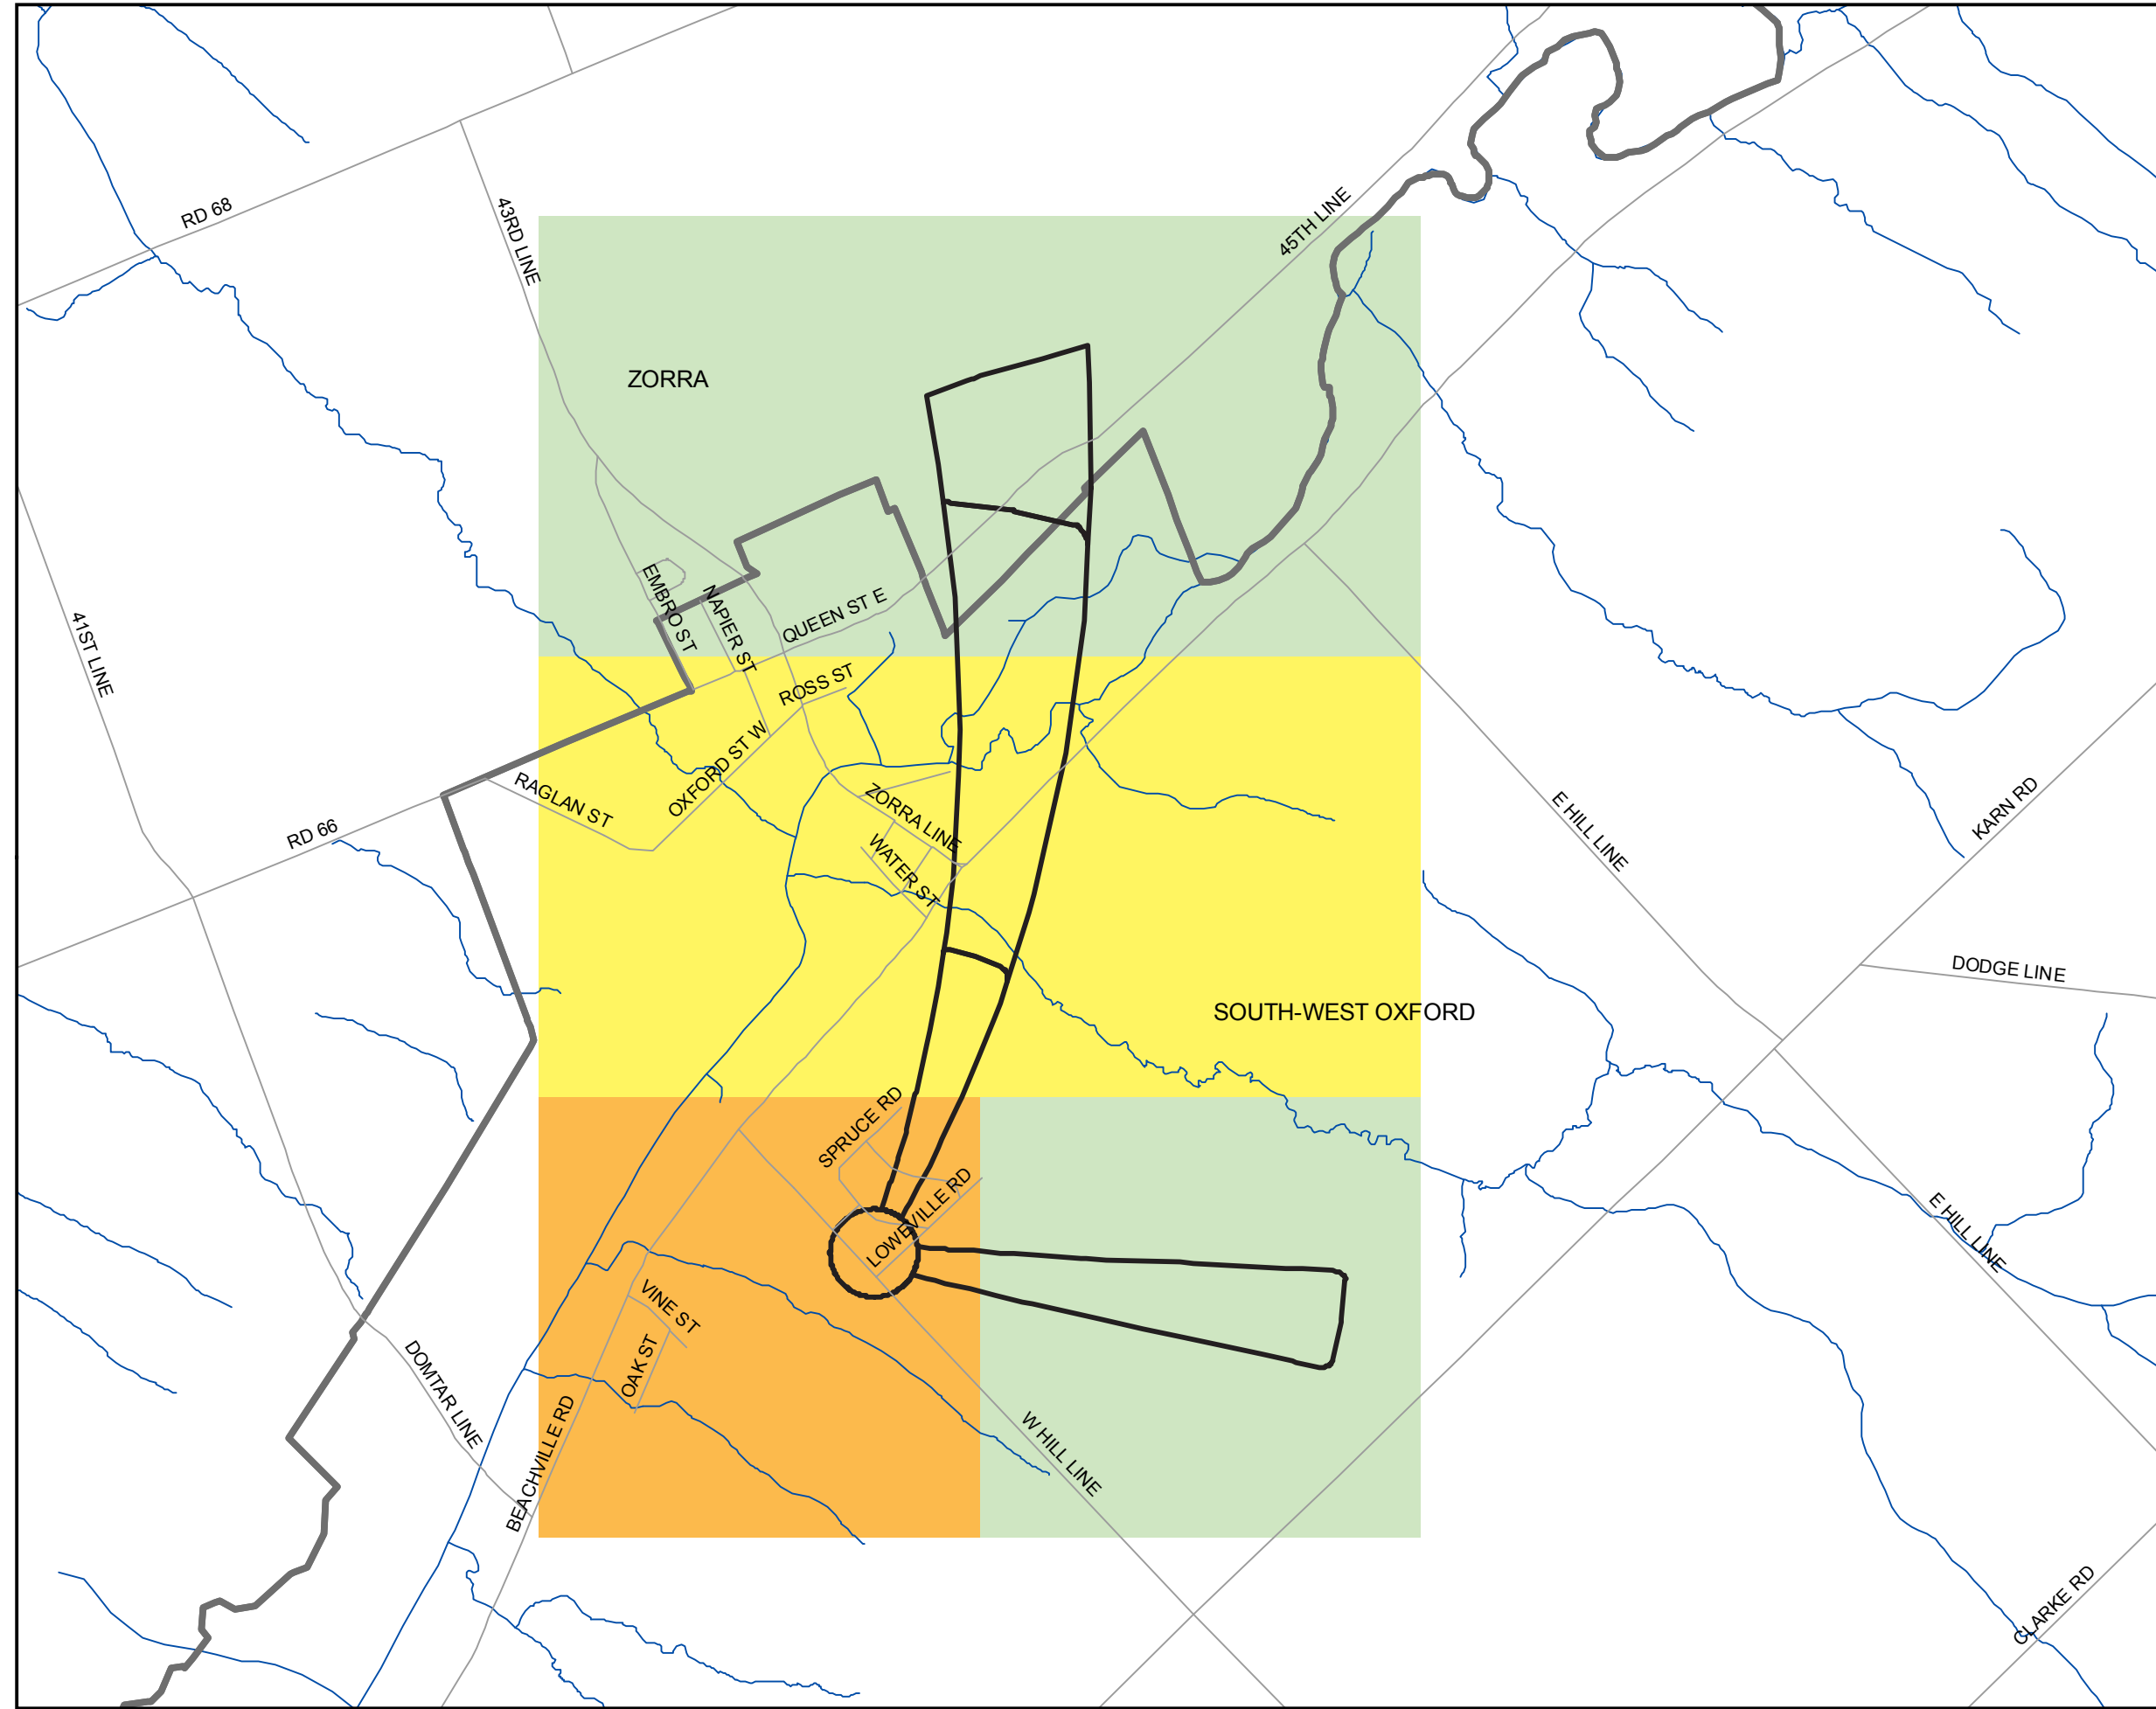 RD 68
43RD LINE
45TH LINE
ZORRA
EMBRO ST
NAPIER ST
QUEEN ST E
41ST LINE
ROSS ST
OXFORD ST W
RAGLAN ST
RD 66
ZORRA LINE
WATER ST
E HILL LINE
KARN RD
DODGE LINE
SOUTH-WEST OXFORD
SPRUCE RD
LOWEVILLE RD
E HILL LINE
VINE ST
OAK ST
DOMTAR LINE
BEACHVILLE RD
W HILL LINE
CLARKE RD